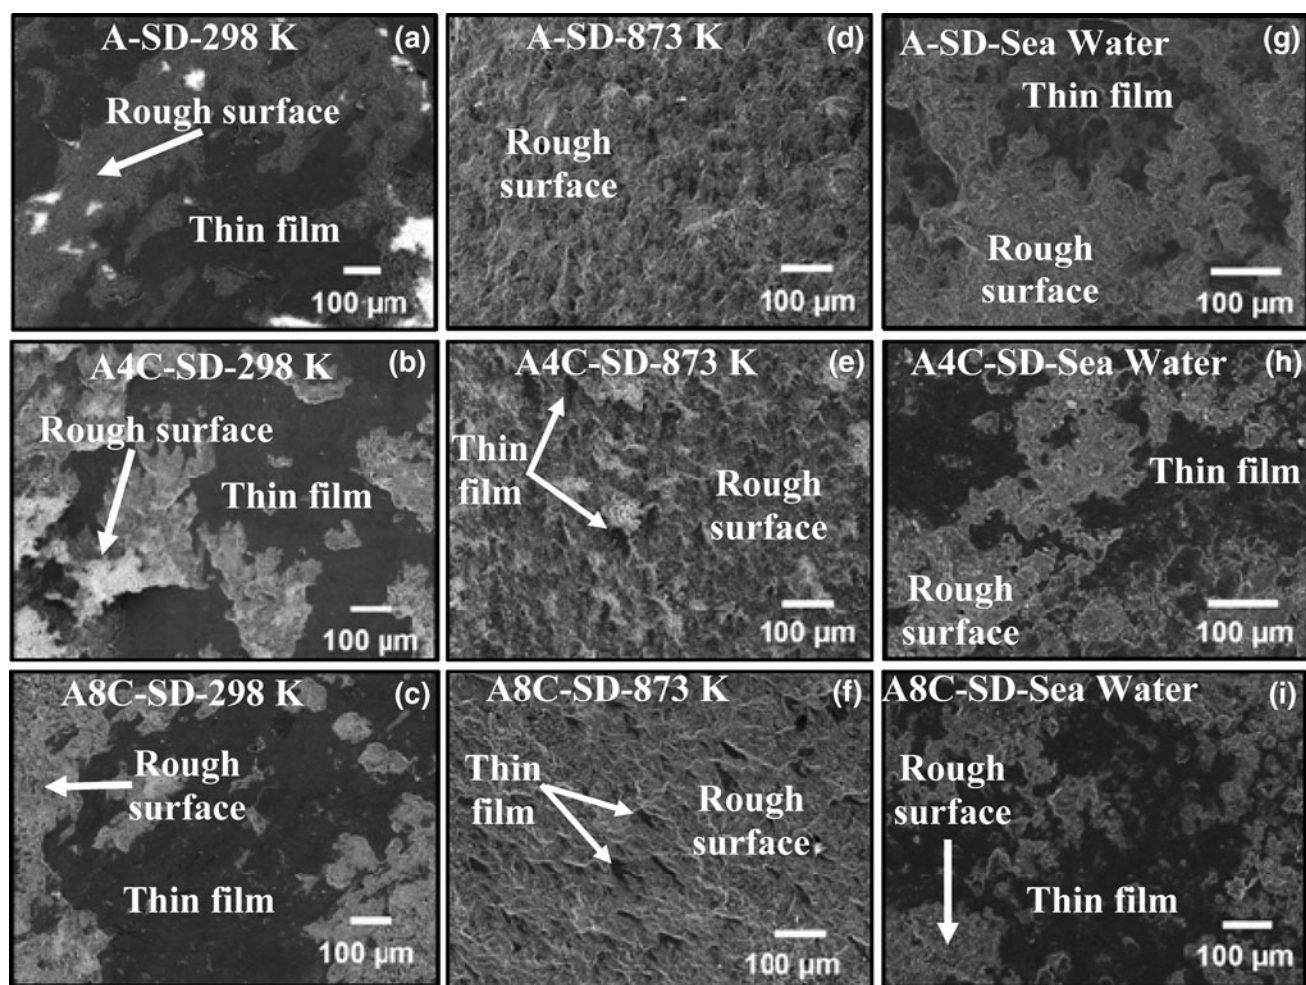 A-SD-298 K (a)
Rough surface
Thin film
100 µm
A-SD-873 K (d)
Rough
surface
100 µm
A-SD-Sea Water (g)
Thin film
Rough
surface
100 µm
A4C-SD-298 K (b)
Rough surface
Thin film
100 µm
A4C-SD-873 K (e)
Thin
film
Rough
surface
100 µm
A4C-SD-Sea Water (h)
Thin film
Rough
surface
100 µm
A8C-SD-298 K (c)
Rough
surface
Thin film
100 µm
A8C-SD-873 K (f)
Thin
film
Rough
surface
100 µm
A8C-SD-Sea Water (i)
Rough
surface
Thin film
100 µm